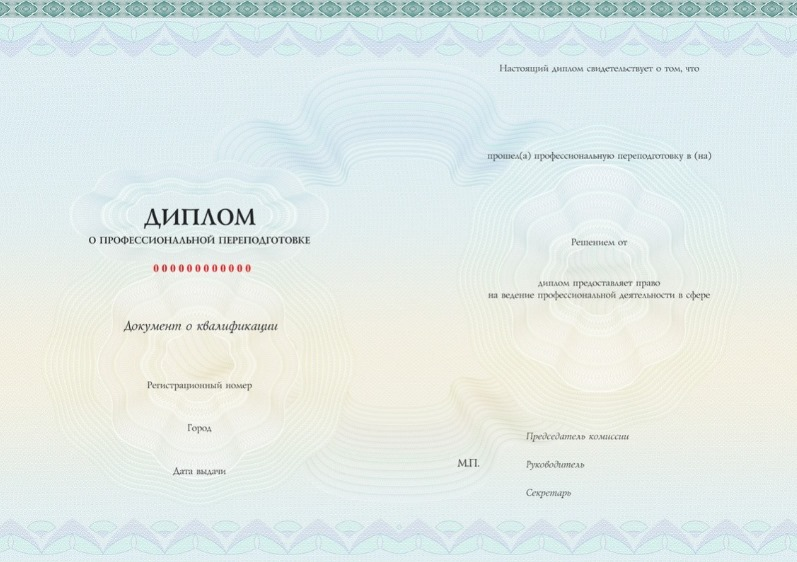 ДИПЛОМ
О ПРОФЕССИОНАЛЬНОЙ ПЕРЕПОДГОТОВКЕ
000000000000
Документ о квалификации
Регистрационный номер
Город
Дата выдачи
Настоящий диплом свидетельствует о том, что
прошел(а) профессиональную переподготовку в (на)
Решением от
диплом предоставляет право
на ведение профессиональной деятельности в сфере
Председатель комиссии
М.П.
Руководитель
Секретарь